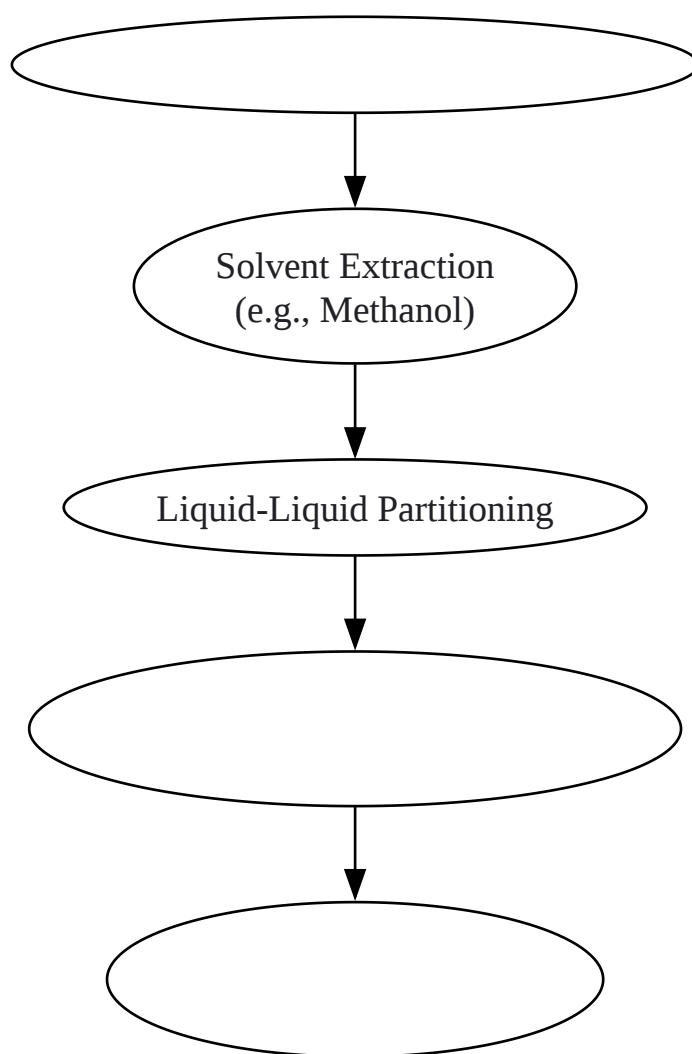 Solvent Extraction
(e.g., Methanol)
Liquid-Liquid Partitioning